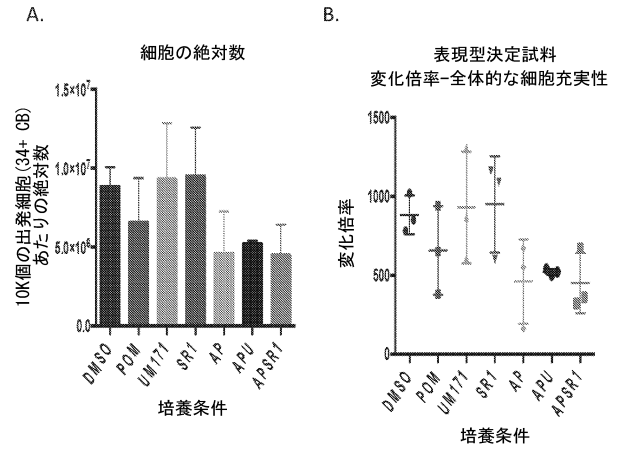 A.
細胞の絶対数
10K個の出発細胞(34+ CB)
あたりの絶対数
1.5×10⁷
1.0×10⁷
5.0×10⁶
0.0
DMSO
POM
UM171
SR1
AP
APU
APSR1
培養条件
B.
表現型決定試料
変化倍率-全体的な細胞充実性
変化倍率
1500
1000
500
0
DMSO
POM
UM171
SR1
AP
APU
APSR1
培養条件